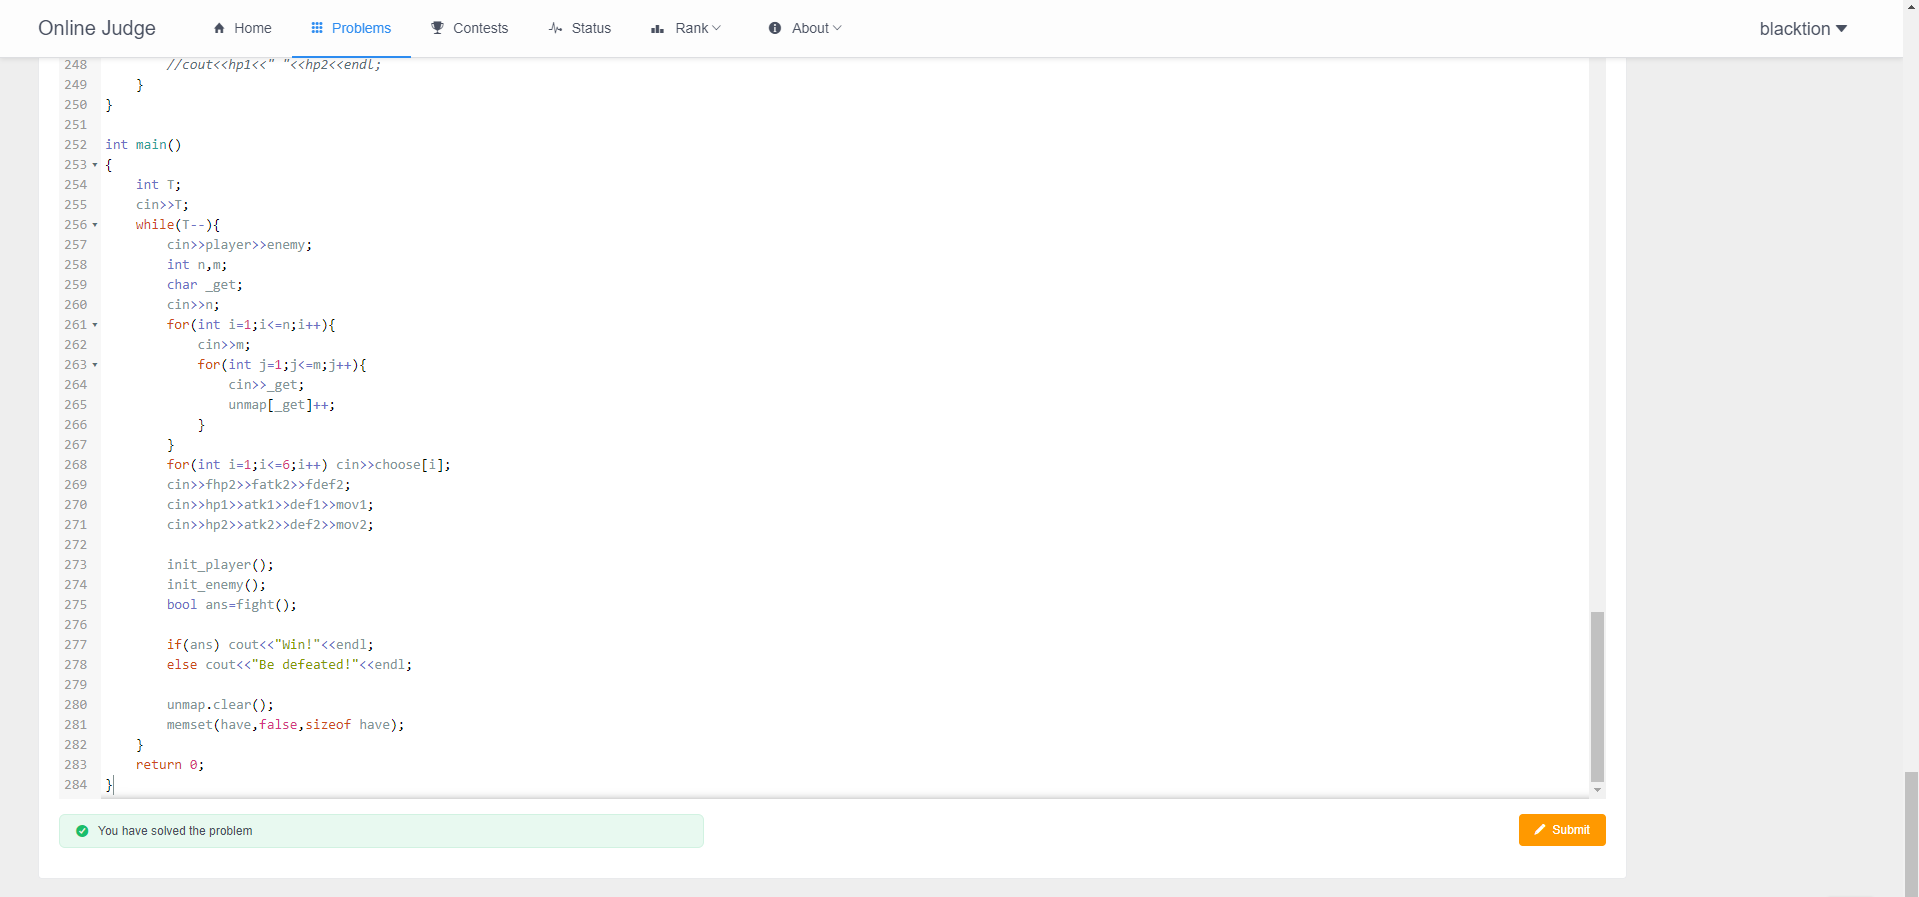 Online Judge Home Problems Contests Status Rank About blacktion
248 //cout<<hp1<<" "<<hp2<<endl;
249 }
250 }
251
252 int main()
253 {
254 int T;
255 cin>>T;
256 while(T--){
257 cin>>player>>enemy;
258 int n,m;
259 char _get;
260 cin>>n;
261 for(int i=1;i<=n;i++){
262 cin>>m;
263 for(int j=1;j<=m;j++){
264 cin>>_get;
265 unmap[_get]++;
266 }
267 }
268 for(int i=1;i<=6;i++) cin>>choose[i];
269 cin>>fhp2>>fatk2>>fdef2;
270 cin>>hp1>>atk1>>def1>>mov1;
271 cin>>hp2>>atk2>>def2>>mov2;
272
273 init_player();
274 init_enemy();
275 bool ans=fight();
276
277 if(ans) cout<<"Win!"<<endl;
278 else cout<<"Be defeated!"<<endl;
279
280 unmap.clear();
281 memset(have,false,sizeof have);
282 }
283 return 0;
284 }
You have solved the problem
Submit